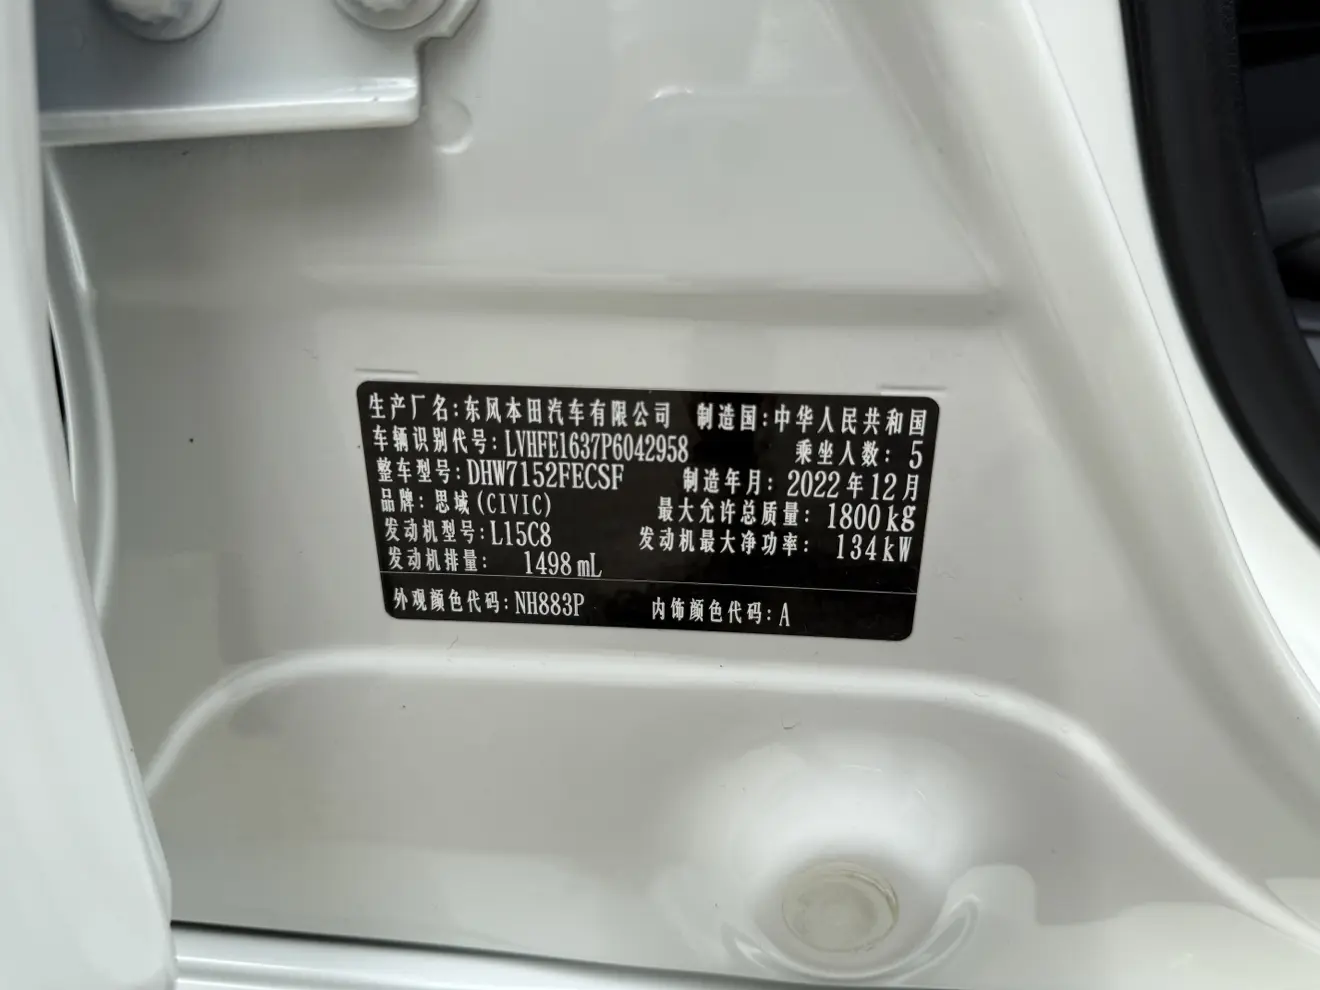 生产厂名:东风本田汽车有限公司 制造国:中华人民共和国
车辆识别代号:LVHFE1637P6042958 乘坐人数: 5
整车型号:DHW7152FECSF 制造年月: 2022年12月
品牌: 思域(CIVIC) 最大允许总质量: 1800kg
发动机型号:L15C8 发动机最大净功率: 134kW
发动机排量: 1498mL
外观颜色代码:NH883P 内饰颜色代码:A